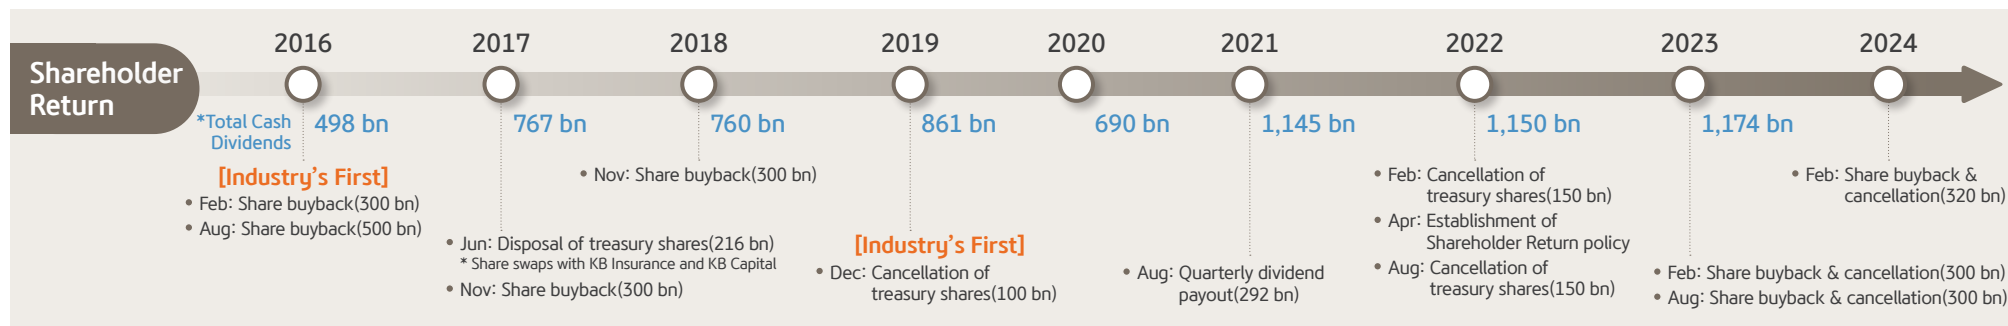 Shareholder
Return
2016
2017
2018
2019
2020
2021
2022
2023
2024
*Total Cash
Dividends
498 bn
767 bn
760 bn
861 bn
690 bn
1,145 bn
1,150 bn
1,174 bn
[Industry's First]
• Feb: Share buyback(300 bn)
• Aug: Share buyback(500 bn)
• Jun: Disposal of treasury shares(216 bn)
* Share swaps with KB Insurance and KB Capital
• Nov: Share buyback(300 bn)
• Nov: Share buyback(300 bn)
[Industry's First]
• Dec: Cancellation of
treasury shares(100 bn)
• Aug: Quarterly dividend
payout(292 bn)
• Feb: Cancellation of
treasury shares(150 bn)
• Apr: Establishment of
Shareholder Return policy
• Aug: Cancellation of
treasury shares(150 bn)
• Feb: Share buyback & cancellation(300 bn)
• Aug: Share buyback & cancellation(300 bn)
• Feb: Share buyback &
cancellation(320 bn)